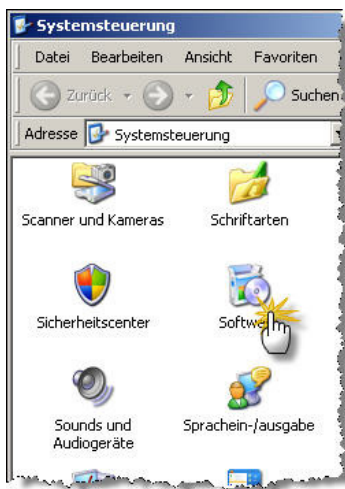 Systemsteuerung
Datei Bearbeiten Ansicht Favoriten
Zurück Suchen
Adresse Systemsteuerung
Scanner und Kameras Schriftarten
Sicherheitscenter
Sounds und Audiogeräte Sprachein-/ausgabe